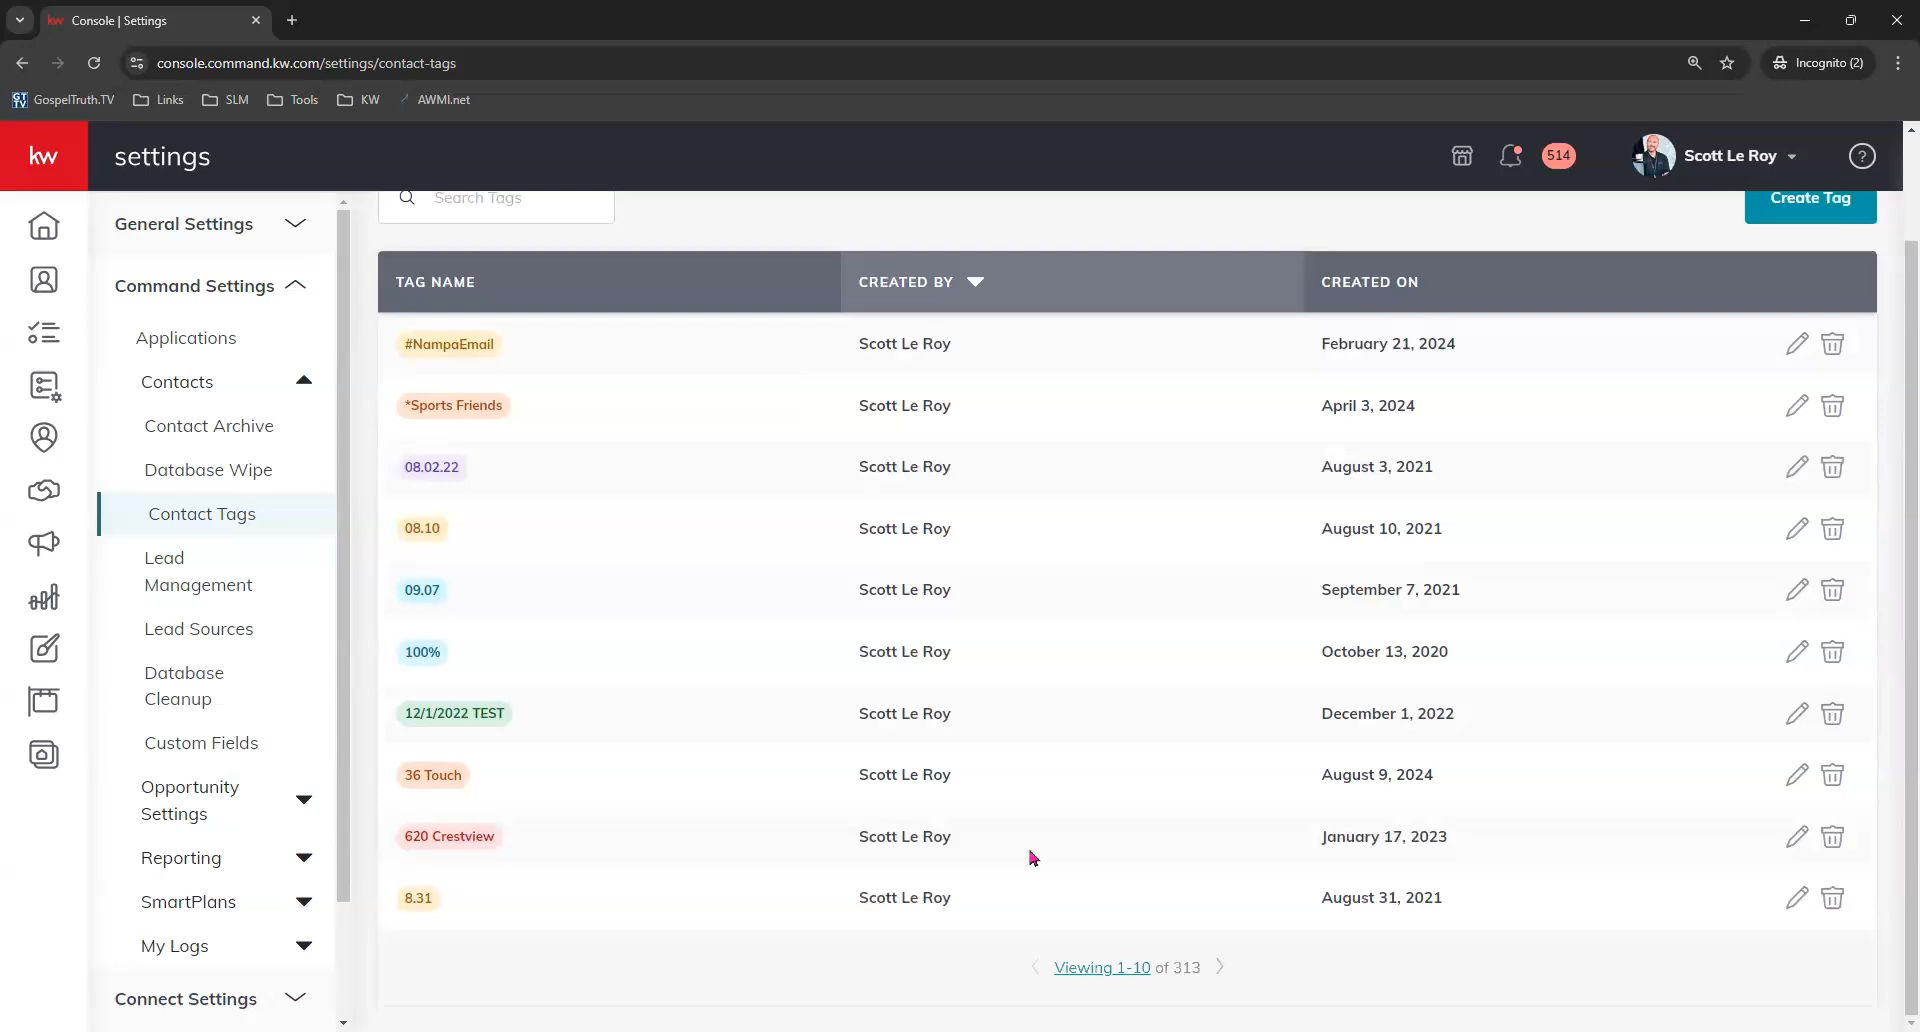 kw Console | Settings
console.command.kw.com/settings/contact-tags
Incognito (2)
GT TV GospelTruth.TV Links SLM Tools KW AWMI.net
kw settings 514 Scott Le Roy ?
General Settings
Command Settings
Applications
Contacts
Contact Archive
Database Wipe
Contact Tags
Lead
Management
Lead Sources
Database
Cleanup
Custom Fields
Opportunity
Settings
Reporting
SmartPlans
My Logs
Connect Settings
Search Tags Create Tag
TAG NAME CREATED BY CREATED ON
#NampaEmail Scott Le Roy February 21, 2024
*Sports Friends Scott Le Roy April 3, 2024
08.02.22 Scott Le Roy August 3, 2021
08.10 Scott Le Roy August 10, 2021
09.07 Scott Le Roy September 7, 2021
100% Scott Le Roy October 13, 2020
12/1/2022 TEST Scott Le Roy December 1, 2022
36 Touch Scott Le Roy August 9, 2024
620 Crestview Scott Le Roy January 17, 2023
8.31 Scott Le Roy August 31, 2021
Viewing 1-10 of 313